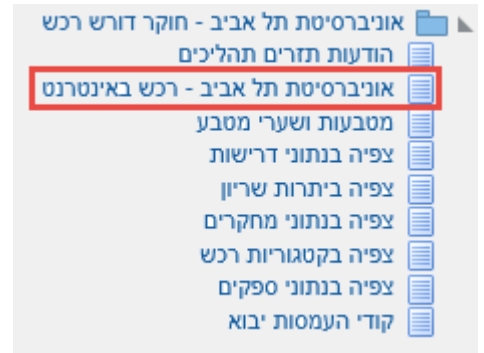 אוניברסיטת תל אביב - חוקר דורש רכש
הודעות תזרים תהליכים
אוניברסיטת תל אביב - רכש באינטרנט
מטבעות ושערי מטבע
צפיה בנתוני דרישות
צפיה ביתרות שריון
צפיה בנתוני מחקרים
צפיה בקטגוריות רכש
צפיה בנתוני ספקים
קודי העמסות יבוא